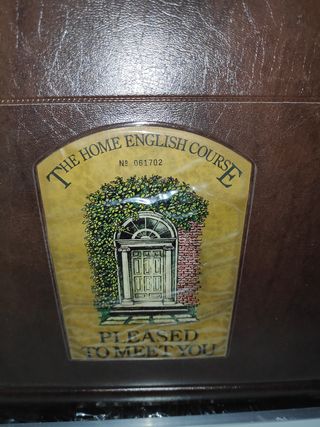 THE HOME ENGLISH COURSE
№ 061702
PLEASED
TO MEET YOU